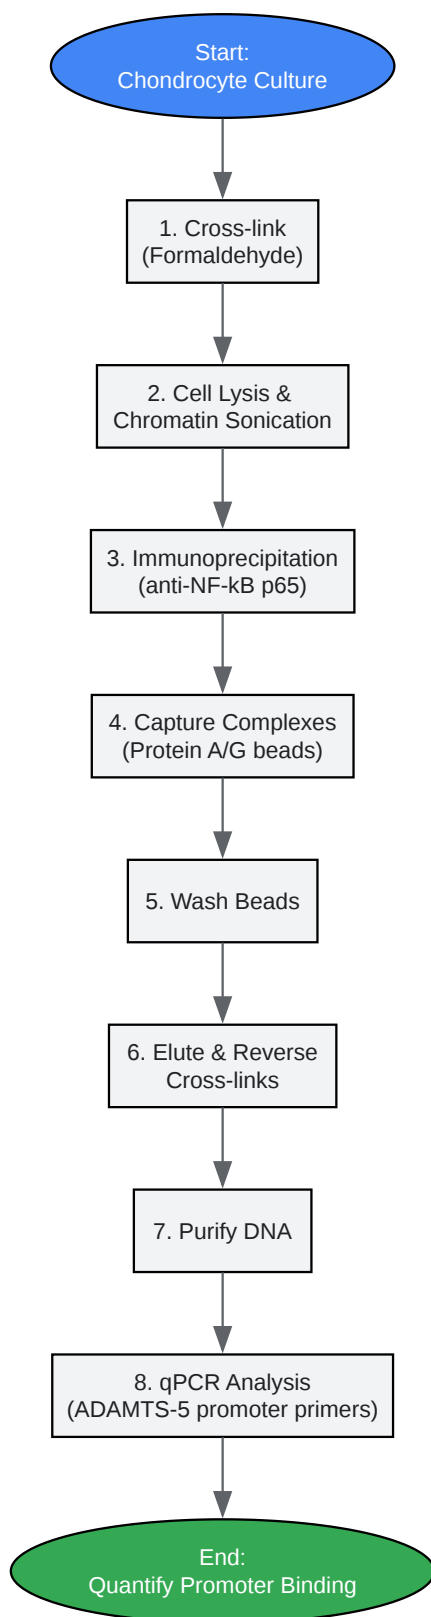 Start:
Chondrocyte Culture
1. Cross-link
(Formaldehyde)
2. Cell Lysis &
Chromatin Sonication
3. Immunoprecipitation
(anti-NF-kB p65)
4. Capture Complexes
(Protein A/G beads)
5. Wash Beads
6. Elute & Reverse
Cross-links
7. Purify DNA
8. qPCR Analysis
(ADAMTS-5 promoter primers)
End:
Quantify Promoter Binding